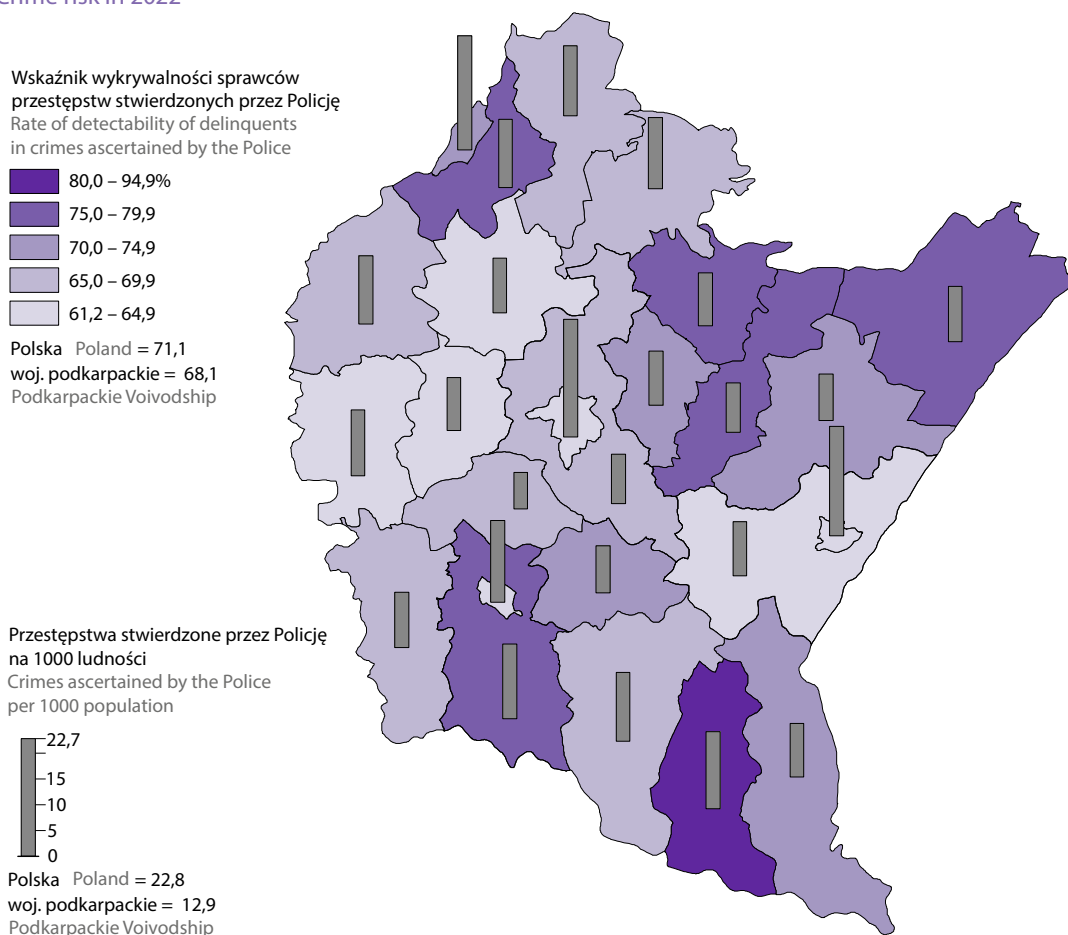 Crime risk in 2022
Wskaźnik wykrywalności sprawców
przestępstw stwierdzonych przez Policję
Rate of detectability of delinquents
in crimes ascertained by the Police
80,0 – 94,9%
75,0 – 79,9
70,0 – 74,9
65,0 – 69,9
61,2 – 64,9
Polska Poland = 71,1
woj. podkarpackie = 68,1
Podkarpackie Voivodship
Przestępstwa stwierdzone przez Policję
na 1000 ludności
Crimes ascertained by the Police
per 1000 population
22,7
15
10
5
0
Polska Poland = 22,8
woj. podkarpackie = 12,9
Podkarpackie Voivodship